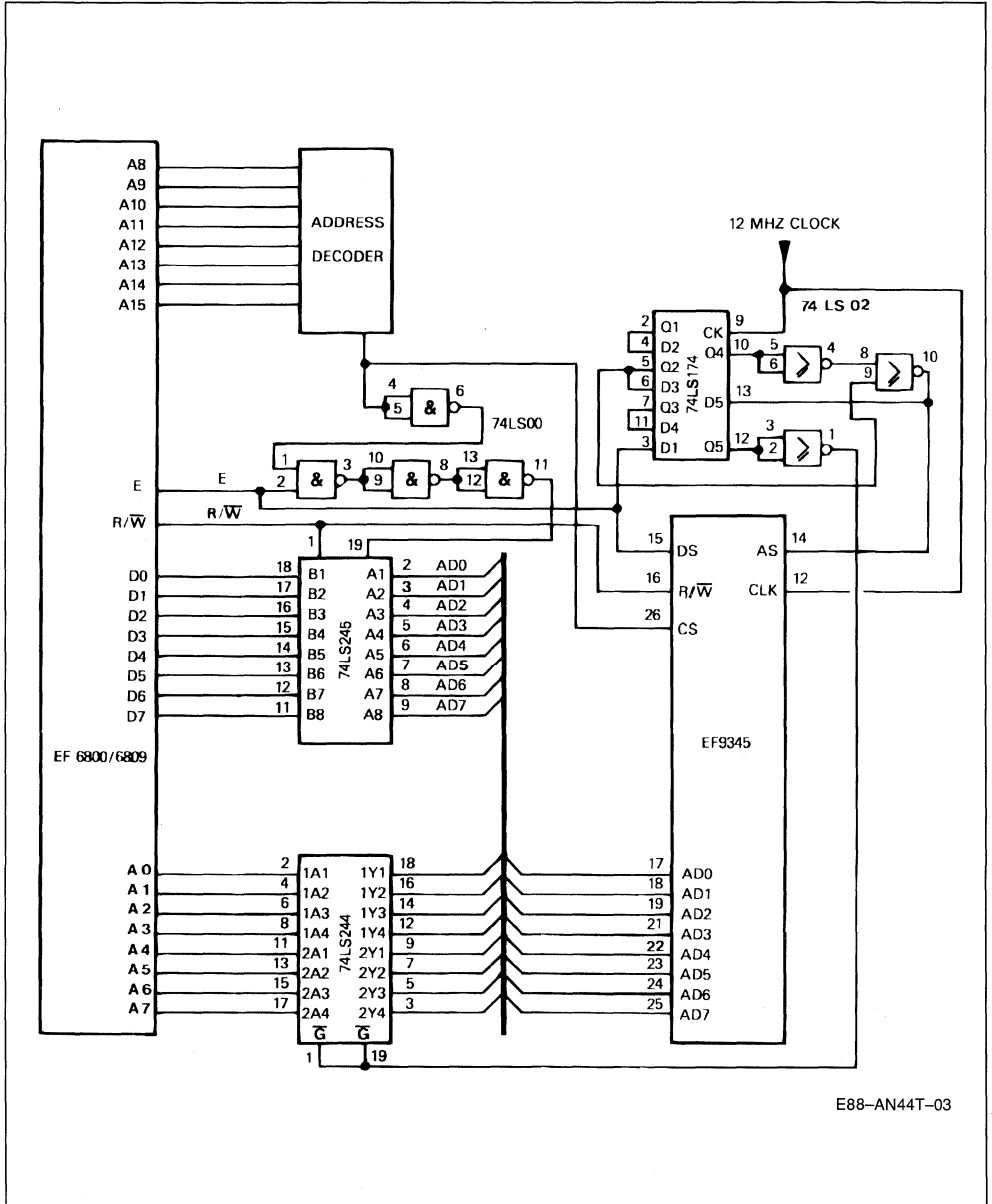 A8
A9
A10
A11
A12
A13
A14
A15
ADDRESS
DECODER
12 MHZ CLOCK
74 LS 02
2 Q1 CK 9
4 D2 Q4 10 5 6 4 8 9 10
5 Q2
6 D3
7 Q3 D5 13
11 D4
3 D1 Q5 12 3 2 1
74LS174
4 5 & 6
74LS00
1 2 & 3 10 9 & 8 13 12 & 11
E E
R/W R/W
1 19
D0 18 B1 A1 2 AD0
D1 17 B2 A2 3 AD1
D2 16 B3 A3 4 AD2
D3 15 B4 A4 5 AD3
D4 14 B5 A5 6 AD4
D5 13 B6 A6 7 AD5
D6 12 B7 A7 8 AD6
D7 11 B8 A8 9 AD7
74LS245
15 DS AS 14
16 R/W CLK 12
26 CS
EF9345
EF 6800/6809
A0 2 1A1 1Y1 18 17 AD0
A1 4 1A2 1Y2 16 18 AD1
A2 6 1A3 1Y3 14 19 AD2
A3 8 1A4 1Y4 12 21 AD3
A4 11 2A1 2Y1 9 22 AD4
A5 13 2A2 2Y2 7 23 AD5
A6 15 2A3 2Y3 5 24 AD6
A7 17 2A4 2Y4 3 25 AD7
74LS244
G G
1 19
E88–AN44T–03